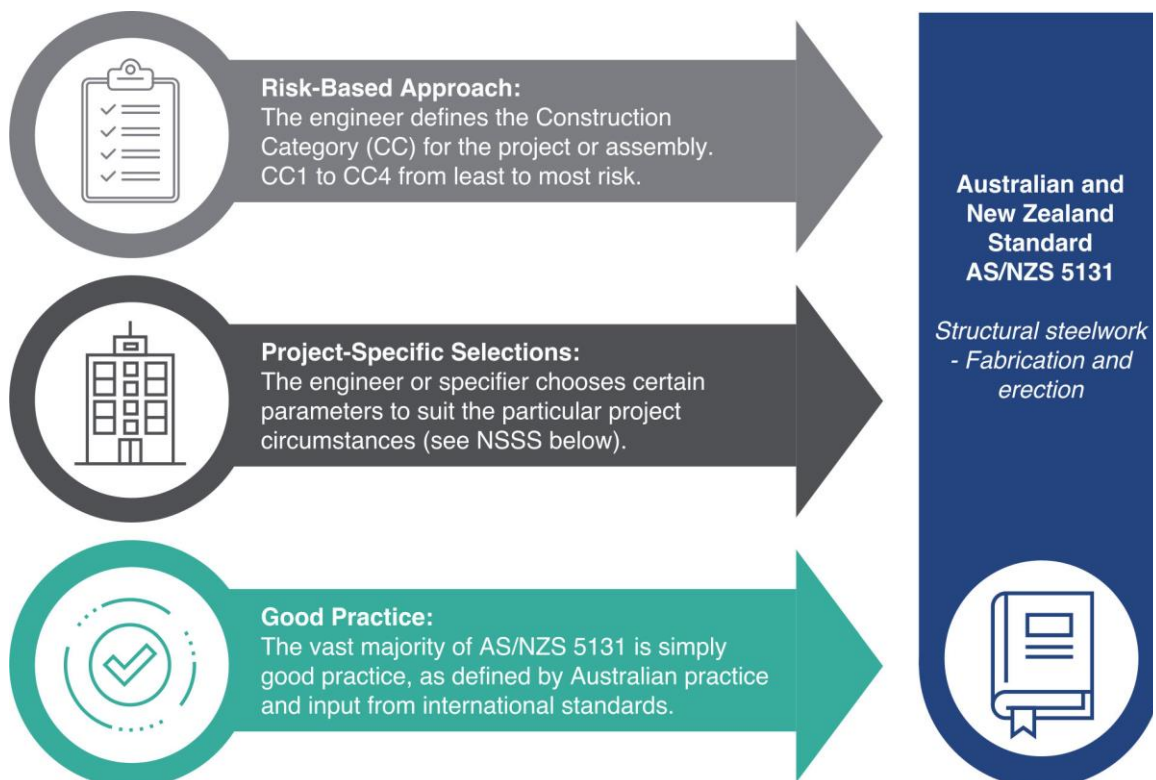 Risk-Based Approach:
The engineer defines the Construction
Category (CC) for the project or assembly.
CC1 to CC4 from least to most risk.
Project-Specific Selections:
The engineer or specifier chooses certain
parameters to suit the particular project
circumstances (see NSSS below).
Good Practice:
The vast majority of AS/NZS 5131 is simply
good practice, as defined by Australian practice
and input from international standards.
Australian and
New Zealand
Standard
AS/NZS 5131
Structural steelwork
- Fabrication and
erection